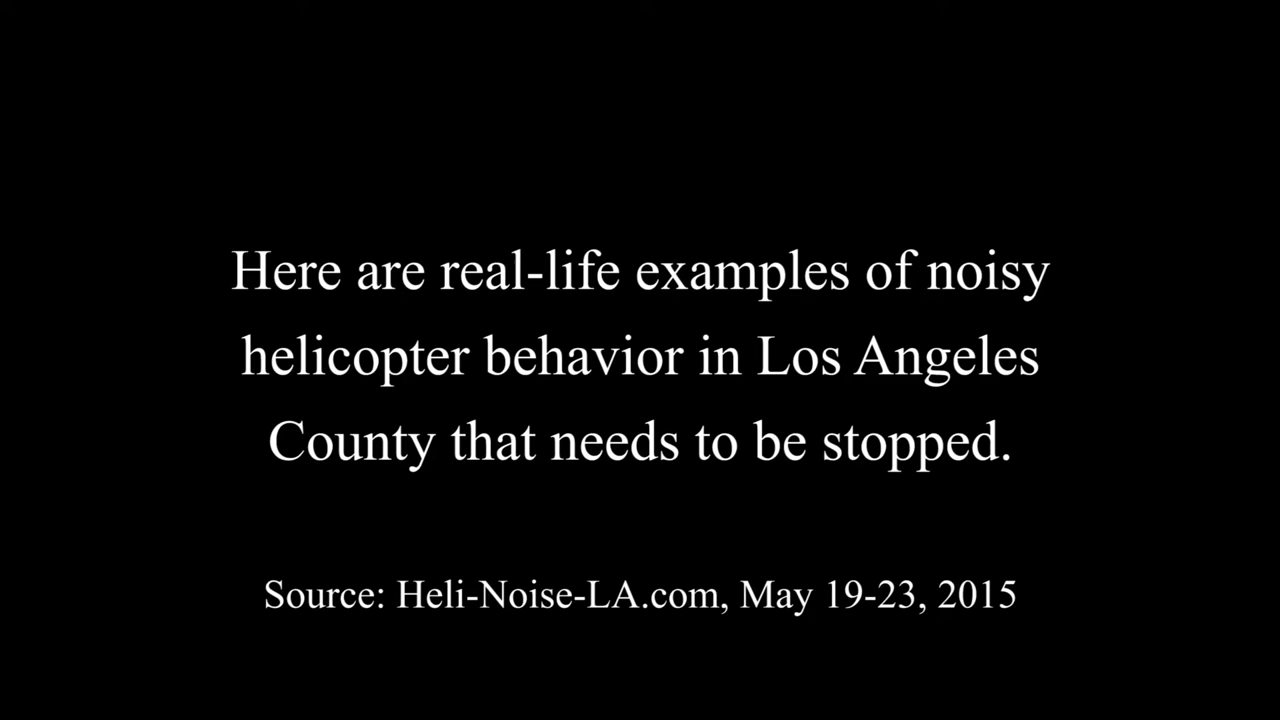 Here are real-life examples of noisy
helicopter behavior in Los Angeles
County that needs to be stopped.
Source: Heli-Noise-LA.com, May 19-23, 2015